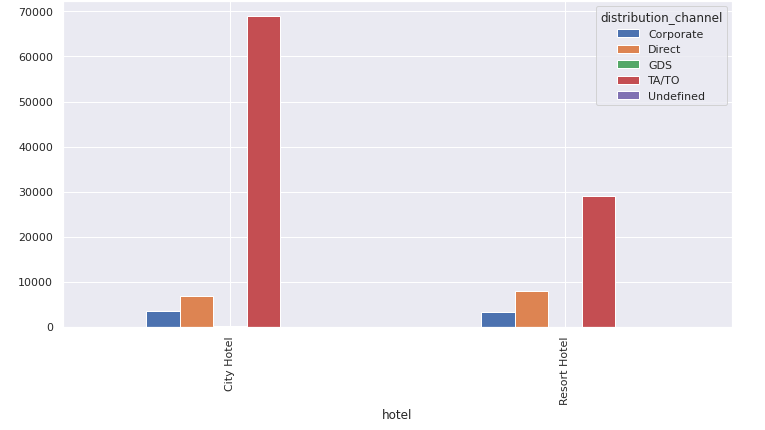 70000
60000
50000
40000
30000
20000
10000
0
distribution_channel
Corporate
Direct
GDS
TA/TO
Undefined
City Hotel
Resort Hotel
hotel